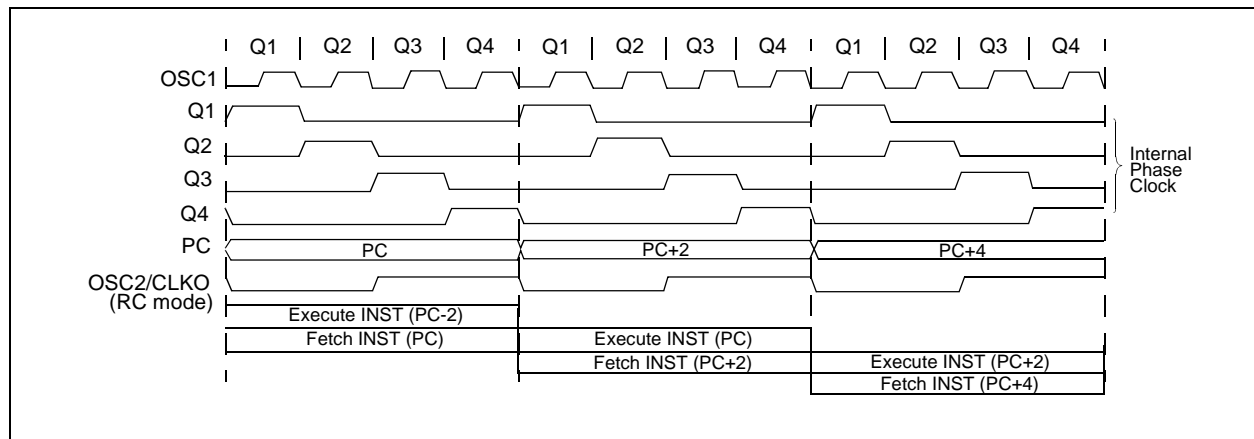 Q1 Q2 Q3 Q4 Q1 Q2 Q3 Q4 Q1 Q2 Q3 Q4
OSC1
Q1
Q2
Q3
Q4
Internal
Phase
Clock
PC PC PC+2 PC+4
OSC2/CLKO
(RC mode)
Execute INST (PC-2)
Fetch INST (PC) Execute INST (PC)
Fetch INST (PC+2) Execute INST (PC+2)
Fetch INST (PC+4)